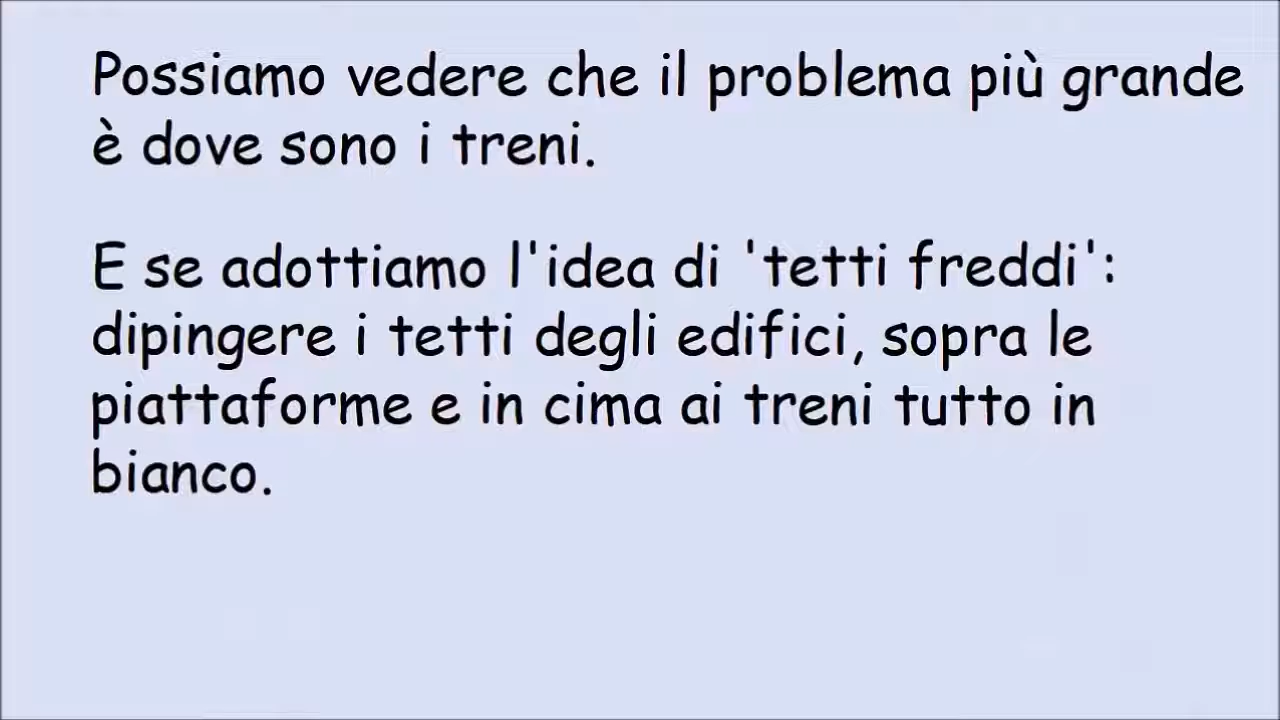 Possiamo vedere che il problema più grande
è dove sono i treni.
E se adottiamo l'idea di 'tetti freddi':
dipingere i tetti degli edifici, sopra le
piattaforme e in cima ai treni tutto in
bianco.